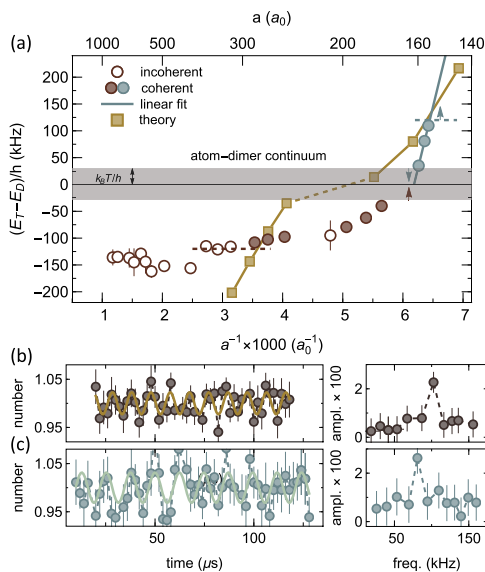 a (a₀)
1000 500 300 200 160 140
(a)
incoherent
coherent
linear fit
theory
atom–dimer continuum
k_BT/h
(E_T−E_D)/h (kHz)
200
150
100
50
0
−50
−100
−150
−200
0 1 2 3 4 5 6 7
a⁻¹×1000 (a₀⁻¹)
(b)
number
1.05
0.95
ampl. × 100
2
0
(c)
number
1.05
0.95
50 100
time (μs)
ampl. × 100
2
0
50 100 150
freq. (kHz)